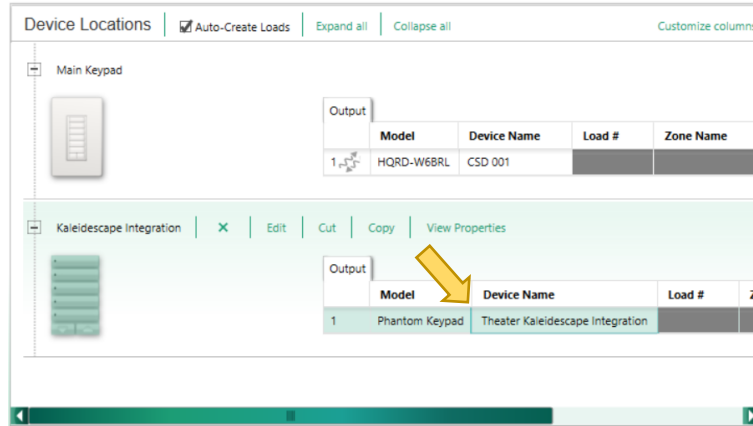 Device Locations Auto-Create Loads Expand all Collapse all Customize columns
Main Keypad
Output
Model Device Name Load # Zone Name
1 HQRD-W6BRL CSD 001
Kaleidescape Integration × Edit Cut Copy View Properties
Output
Model Device Name Load #
1 Phantom Keypad Theater Kaleidescape Integration